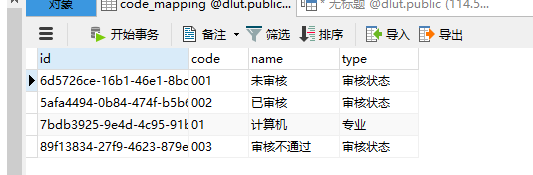 对象 code_mapping @dlut.public... * 无标题 @dlut.public (114.5...
开始事务 备注 筛选 排序 导入 导出
id code name type
6d5726ce-16b1-46e1-8bc 001 未审核 审核状态
5afa4494-0b84-474f-b5b6 002 已审核 审核状态
7bdb3925-9e4d-4c95-91b 01 计算机 专业
89f13834-27f9-4623-879e 003 审核不通过 审核状态